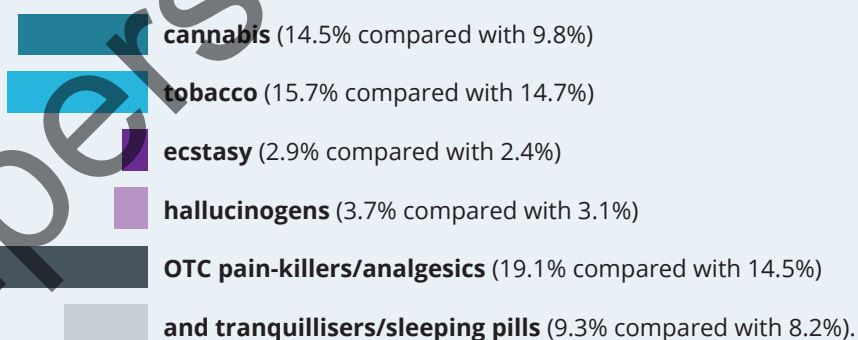 cannabis (14.5% compared with 9.8%)
tobacco (15.7% compared with 14.7%)
ecstasy (2.9% compared with 2.4%)
hallucinogens (3.7% compared with 3.1%)
OTC pain-killers/analgesics (19.1% compared with 14.5%)
and tranquillisers/sleeping pills (9.3% compared with 8.2%).